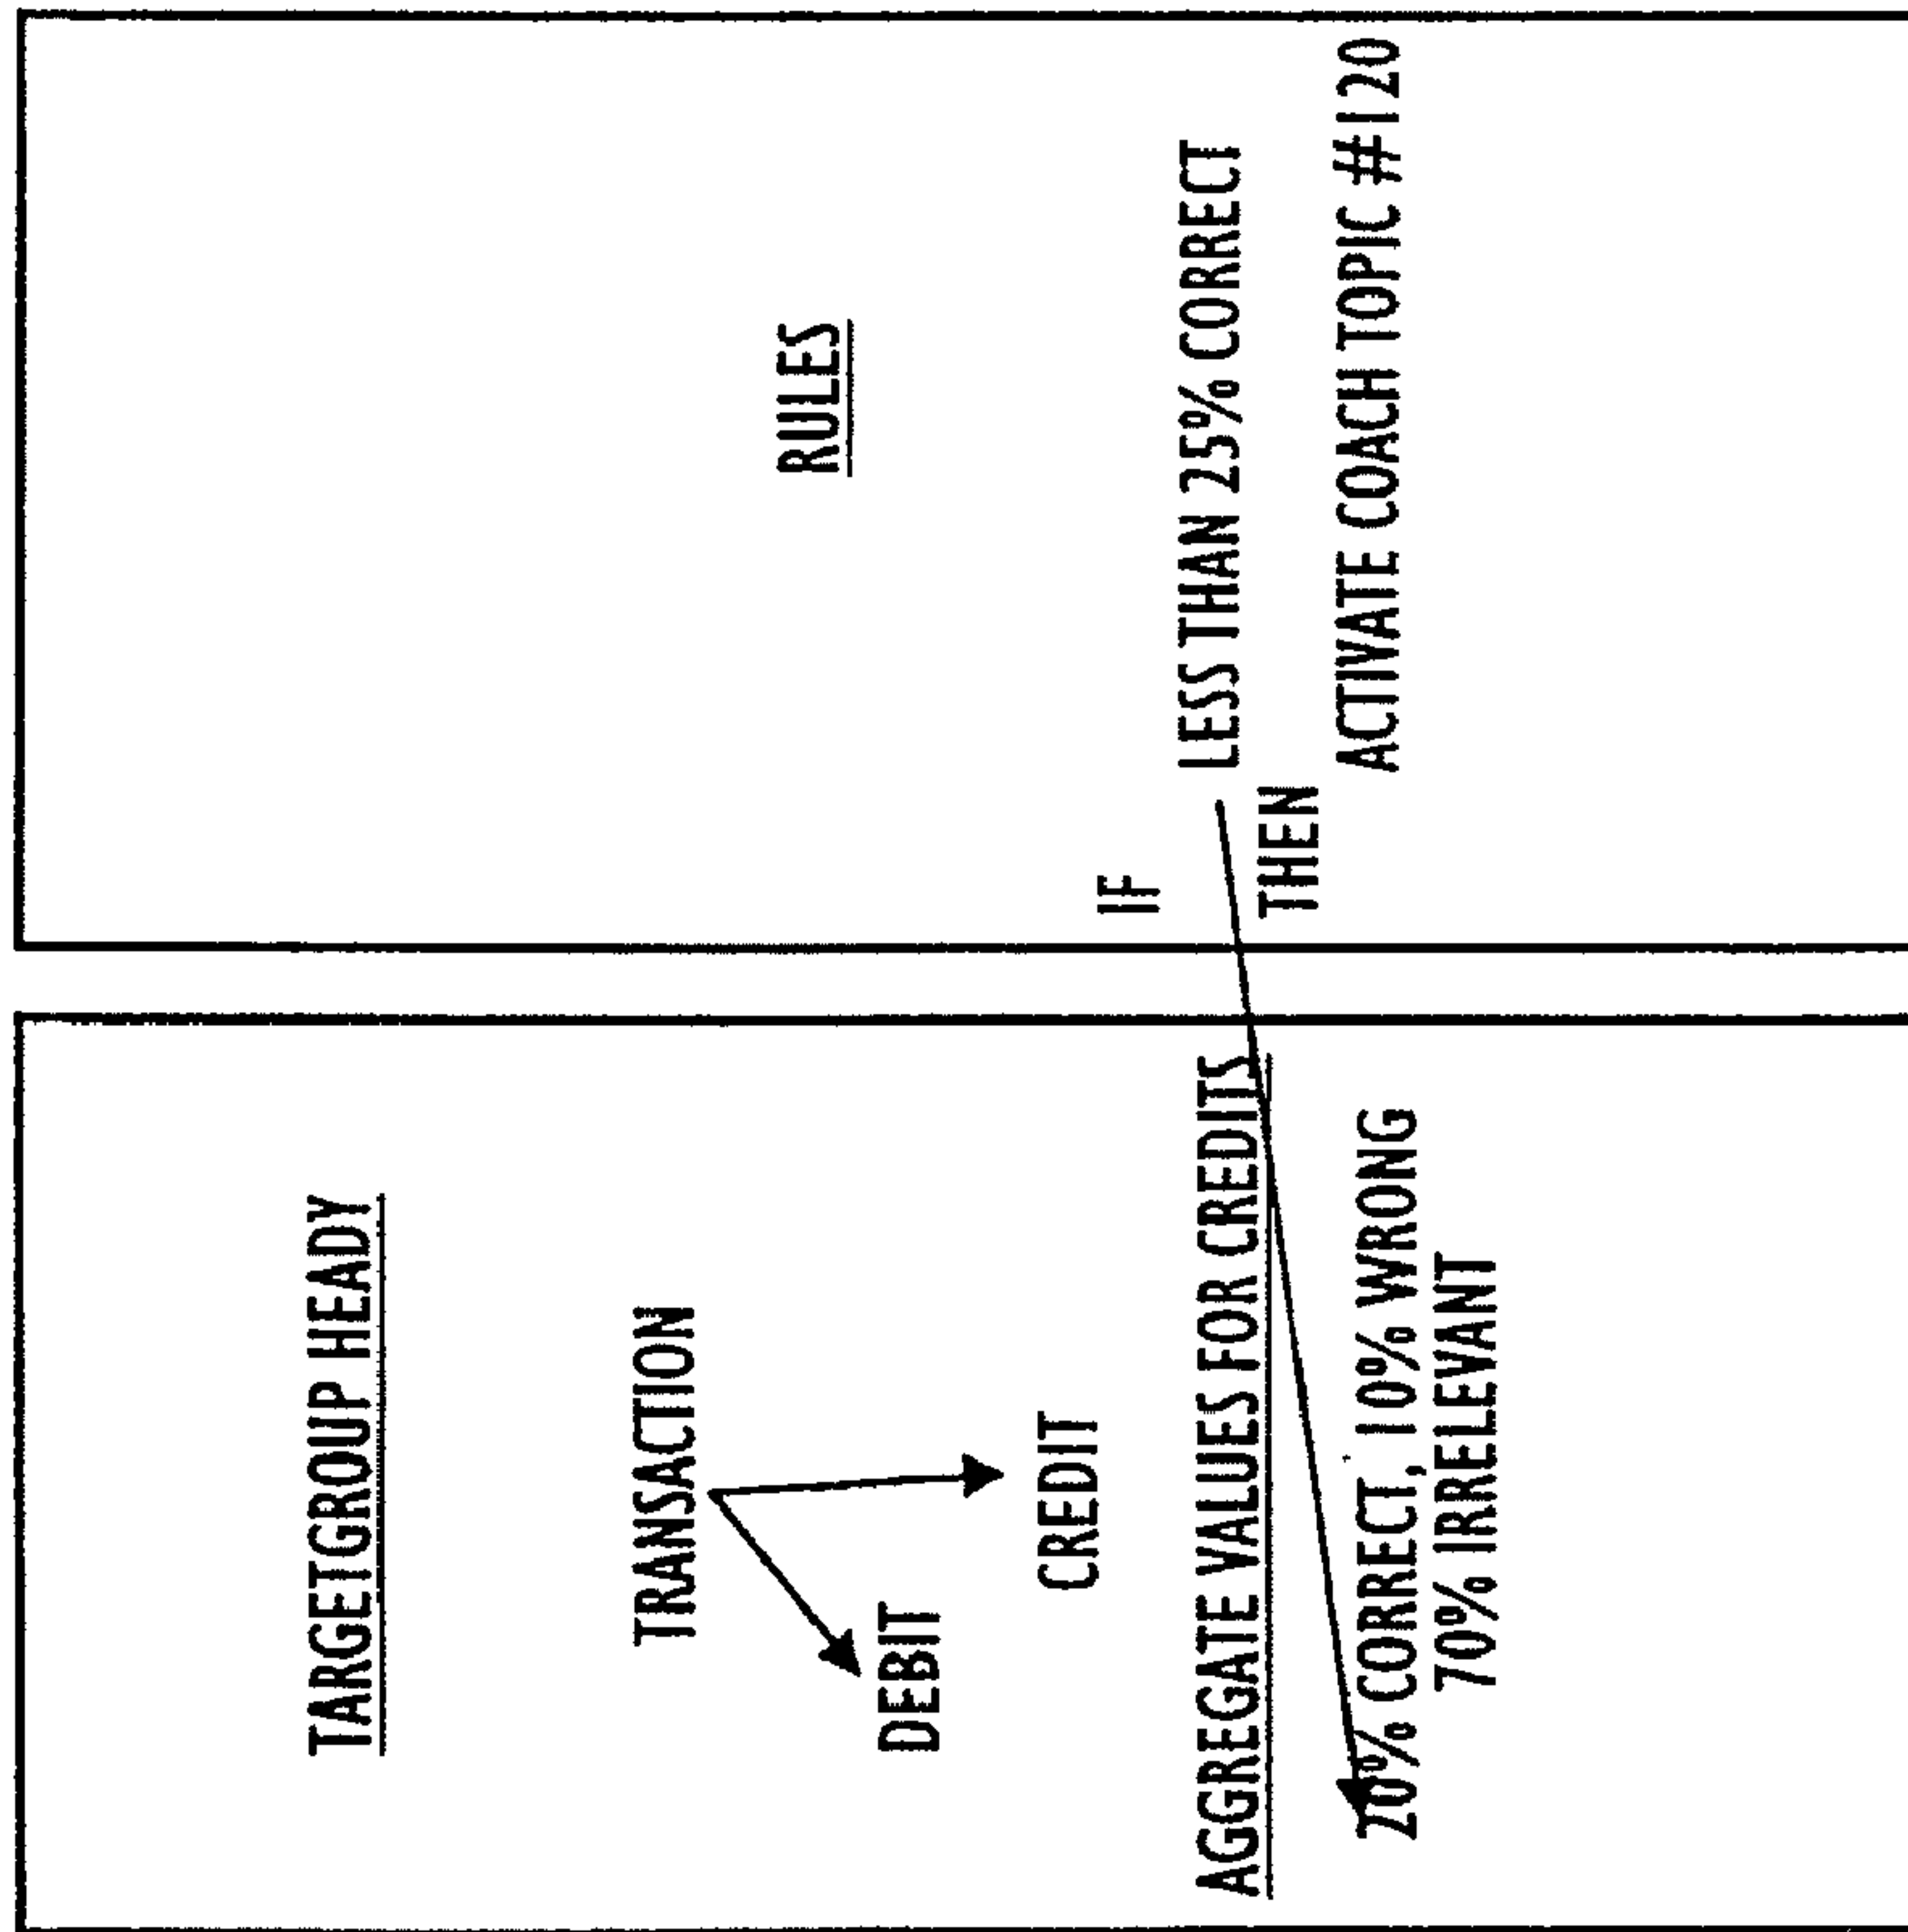 TARGETGROUP HEADY
TRANSACTION
DEBIT
CREDIT
AGGREGATE VALUES FOR CREDITS
20% CORRECT, 10% WRONG
70% IRRELEVANT
RULES
IF
LESS THAN 25% CORRECT
THEN
ACTIVATE COACH TOPIC #120